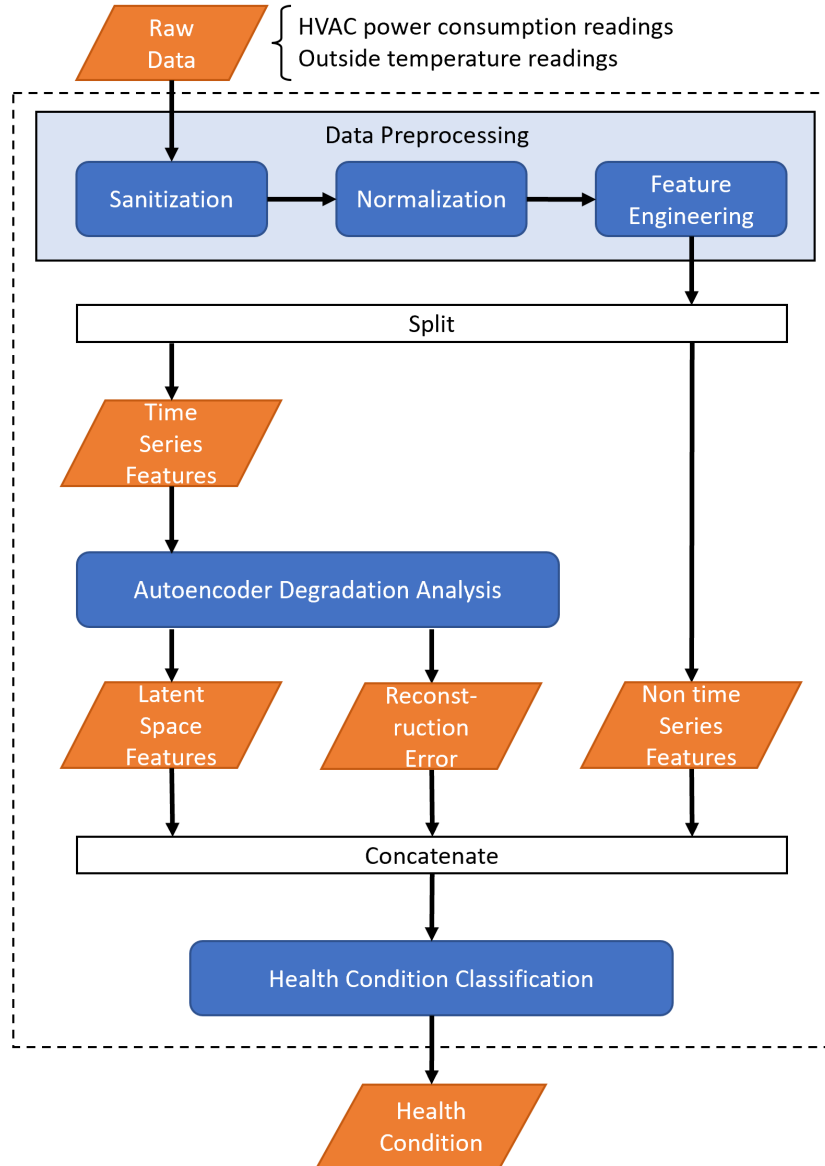 Raw
Data
HVAC power consumption readings
Outside temperature readings
Data Preprocessing
Sanitization
Normalization
Feature
Engineering
Split
Time
Series
Features
Autoencoder Degradation Analysis
Latent
Space
Features
Reconst-
ruction
Error
Non time
Series
Features
Concatenate
Health Condition Classification
Health
Condition